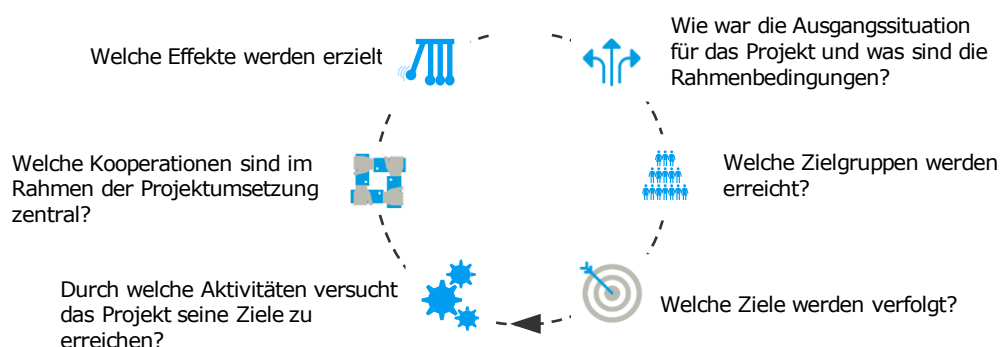 Wie war die Ausgangssituation
für das Projekt und was sind die
Rahmenbedingungen?
Welche Zielgruppen werden
erreicht?
Welche Ziele werden verfolgt?
Durch welche Aktivitäten versucht
das Projekt seine Ziele zu
erreichen?
Welche Kooperationen sind im
Rahmen der Projektumsetzung
zentral?
Welche Effekte werden erzielt